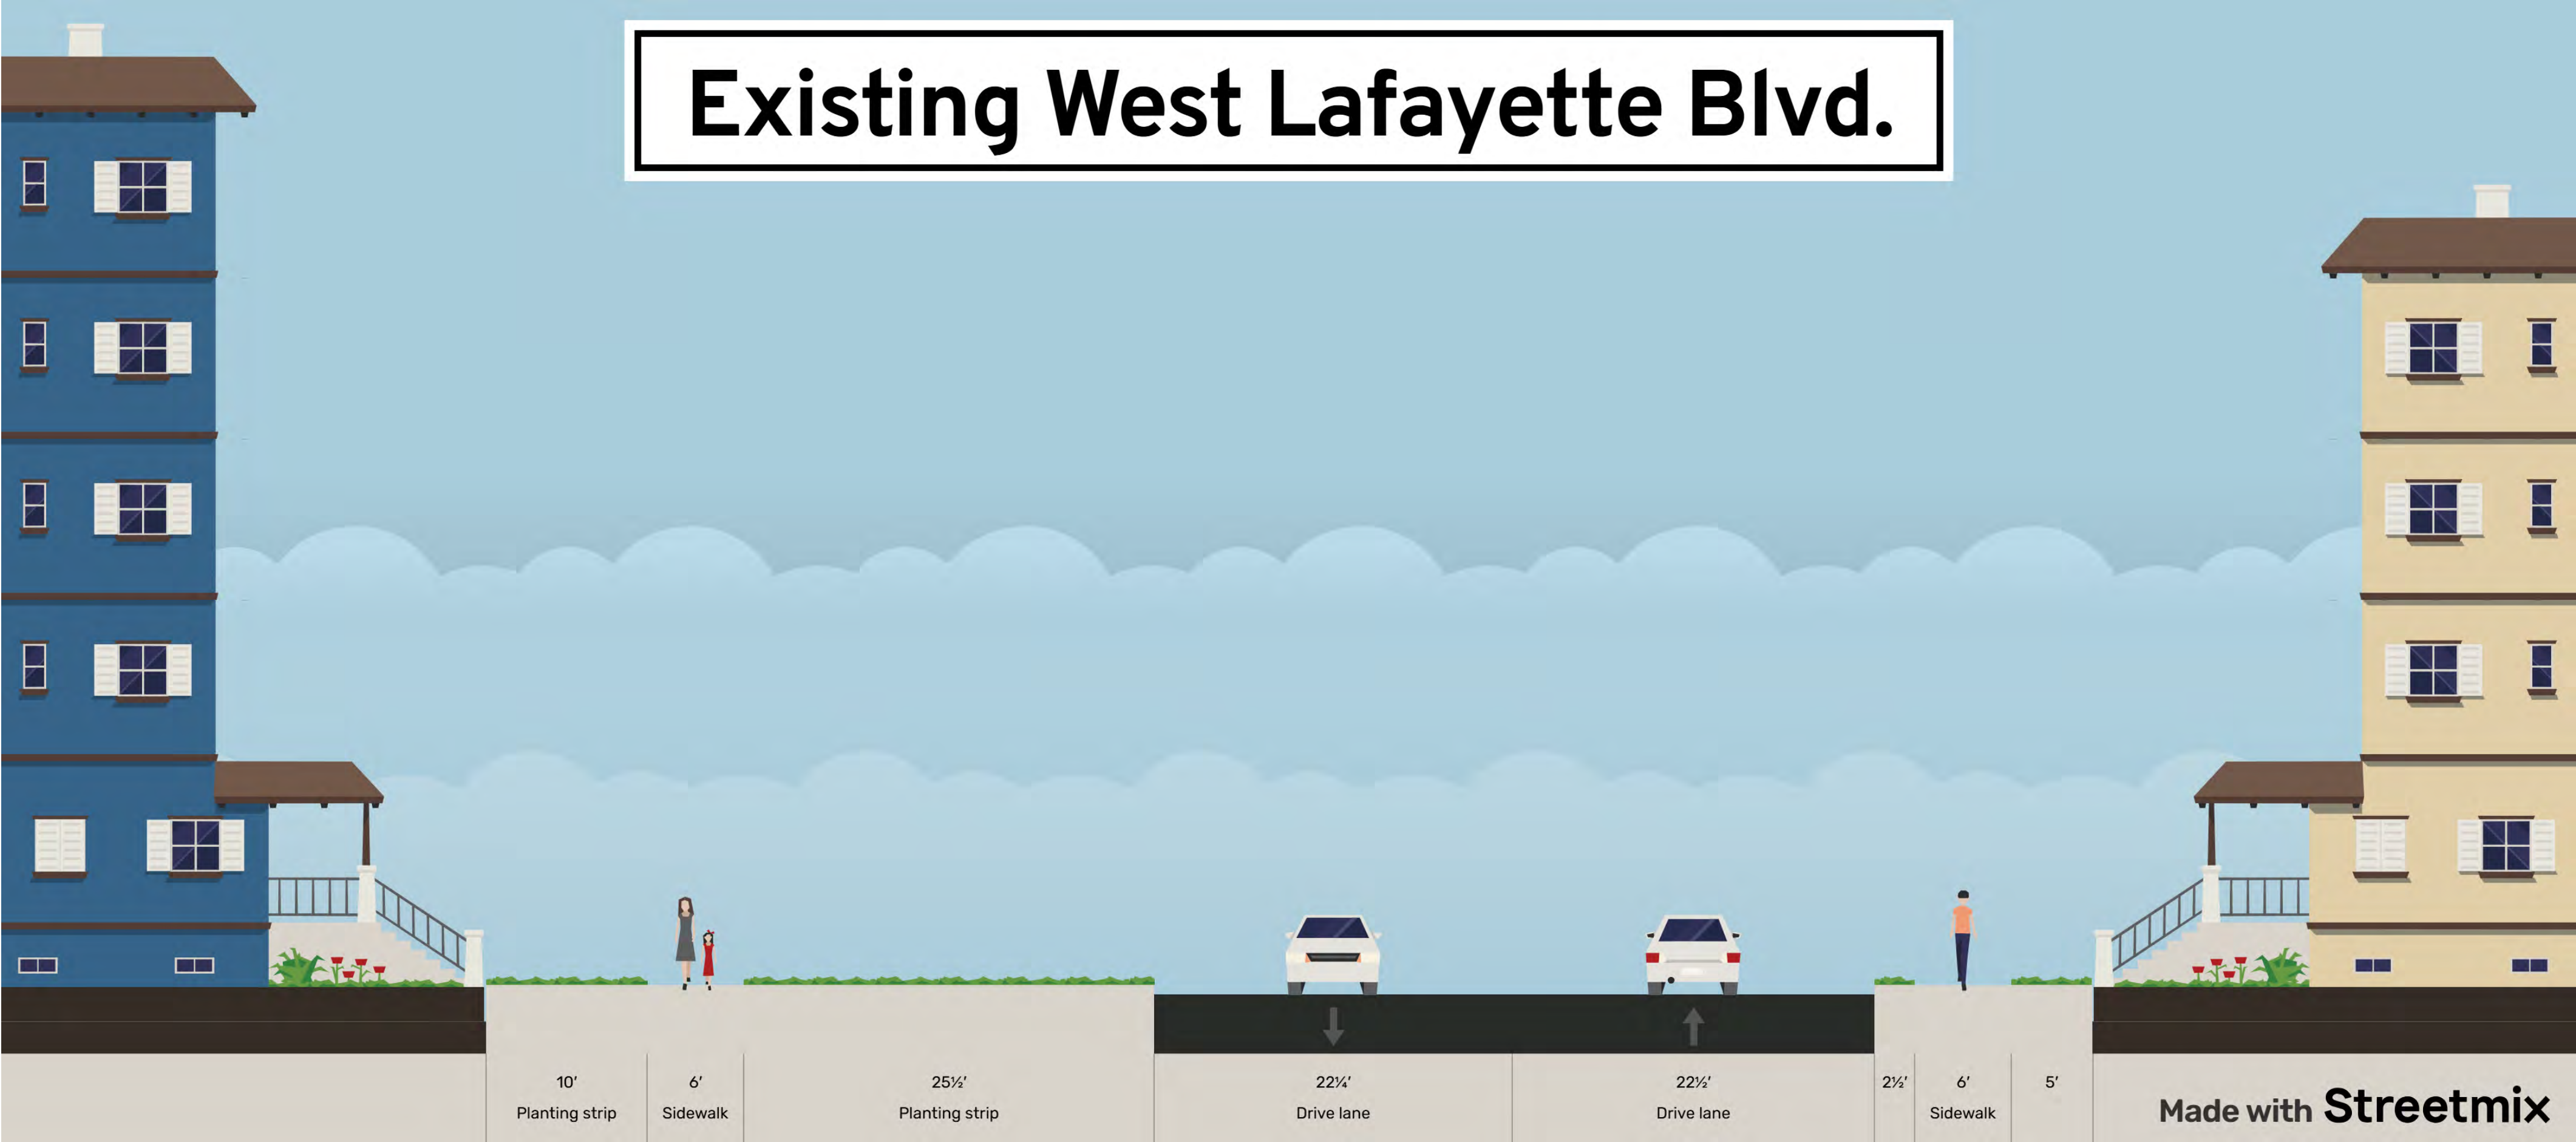 Existing West Lafayette Blvd.
10' 6' 25½' 22¼' 22½' 2½' 6' 5'
Planting strip Sidewalk Planting strip Drive lane Drive lane Sidewalk
Made with Streetmix